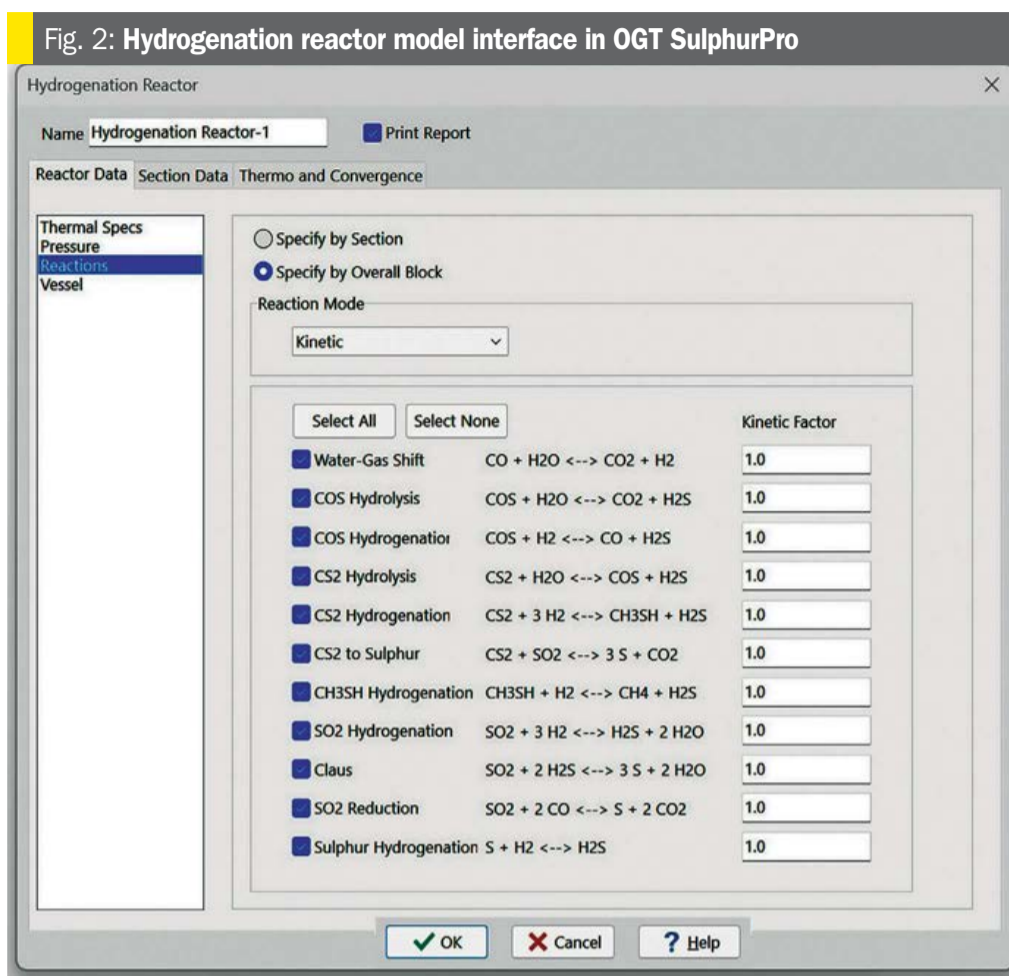 Fig. 2: Hydrogenation reactor model interface in OGT SulphurPro
Hydrogenation Reactor
Name Hydrogenation Reactor-1 Print Report
Reactor Data Section Data Thermo and Convergence
Thermal Specs
Pressure
Reactions
Vessel
Specify by Section
Specify by Overall Block
Reaction Mode
Kinetic
Select All Select None Kinetic Factor
Water-Gas Shift CO + H2O <--> CO2 + H2 1.0
COS Hydrolysis COS + H2O <--> CO2 + H2S 1.0
COS Hydrogenation COS + H2 <--> CO + H2S 1.0
CS2 Hydrolysis CS2 + H2O <--> COS + H2S 1.0
CS2 Hydrogenation CS2 + 3 H2 <--> CH3SH + H2S 1.0
CS2 to Sulphur CS2 + SO2 <--> 3 S + CO2 1.0
CH3SH Hydrogenation CH3SH + H2 <--> CH4 + H2S 1.0
SO2 Hydrogenation SO2 + 3 H2 <--> H2S + 2 H2O 1.0
Claus SO2 + 2 H2S <--> 3 S + 2 H2O 1.0
SO2 Reduction SO2 + 2 CO <--> S + 2 CO2 1.0
Sulphur Hydrogenation S + H2 <--> H2S 1.0
OK Cancel ? Help